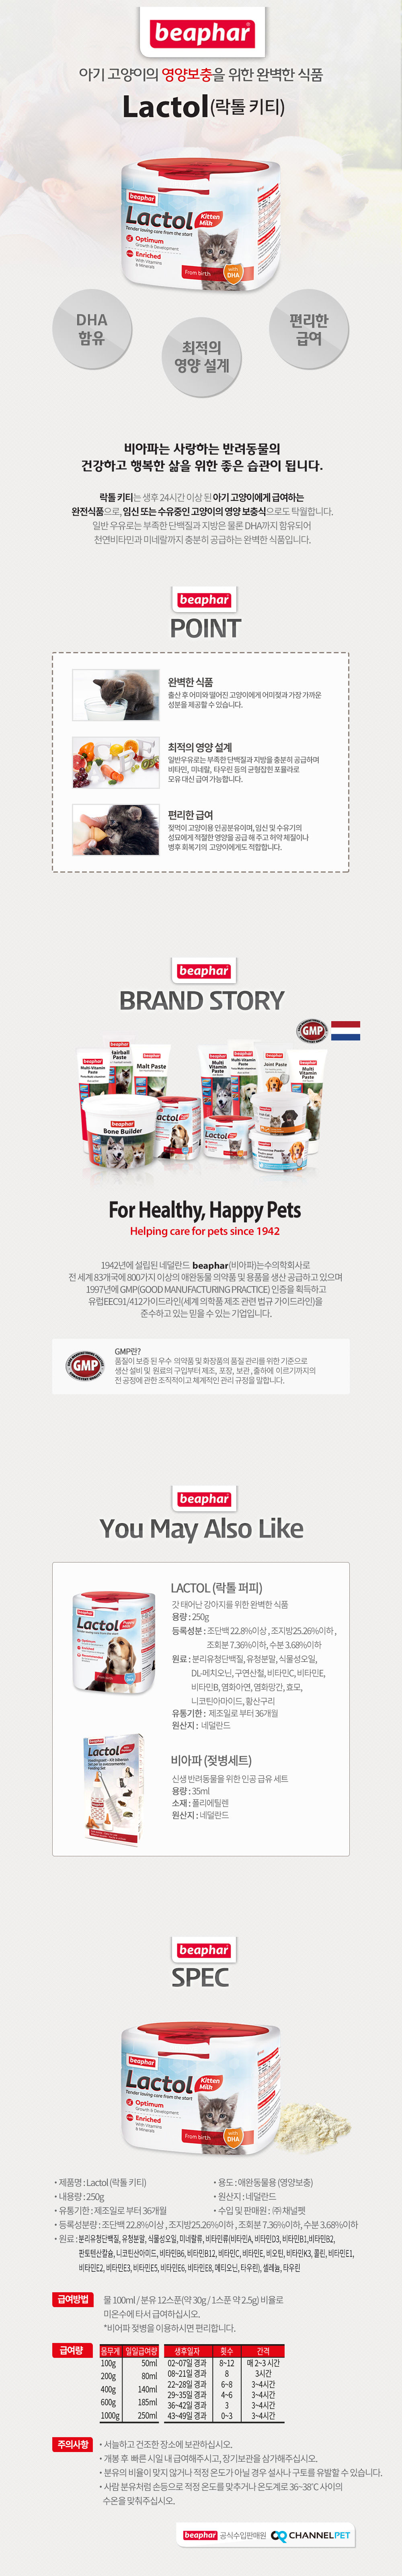 beaphar
아기 고양이의 영양보충을 위한 완벽한 식품
Lactol(락톨 키티)
beaphar
Lactol
Kitten Milk
Tender loving care from the start
Optimum
Growth & Development
Enriched
With Vitamins & Minerals
From birth
with DHA
DHA 함유
최적의 영양 설계
편리한 급여
비아파는 사랑하는 반려동물의
건강하고 행복한 삶을 위한 좋은 습관이 됩니다.
락톨 키티는 생후 24시간 이상 된 아기 고양이에게 급여하는
완전식품으로, 임신 또는 수유중인 고양이의 영양 보충식으로도 탁월합니다.
일반 우유로는 부족한 단백질과 지방은 물론 DHA까지 함유되어
천연비타민과 미네랄까지 충분히 공급하는 완벽한 식품입니다.
beaphar
POINT
완벽한 식품
출산 후 어미와 떨어진 고양이에게 어미젖과 가장 가까운
성분을 제공할 수 있습니다.
최적의 영양 설계
일반우유로는 부족한 단백질과 지방을 충분히 공급하며
비타민, 미네랄, 타우린 등의 균형잡힌 포뮬라로
모유 대신 급여 가능합니다.
편리한 급여
젖먹이 고양이용 인공분유이며, 임신 및 수유기의
성묘에게 적절한 영양을 공급 해 주고 허약 체질이나
병후 회복기의 고양이에게도 적합합니다.
beaphar
BRAND STORY
GMP
Hairball Paste
Multi-Vitamin Paste
Malt Paste
Multi Vitamin Paste
Multi-Vitamin Paste
Joint Paste
Multi Vitamin Paste
beaphar
Bone Builder
Lactol
Lactol
For Healthy, Happy Pets
Helping care for pets since 1942
1942년에 설립된 네덜란드 beaphar(비아파)는수의학회사로
전 세계 83개국에 800가지 이상의 애완동물 의약품 및 용품을 생산 공급하고 있으며
1997년에 GMP(GOOD MANUFACTURING PRACTICE) 인증을 획득하고
유럽EEC91/412가이드라인(세계 의학품 제조 관련 법규 가이드라인)을
준수하고 있는 믿을 수 있는 기업입니다.
GMP
GMP란?
품질이 보증 된 우수 의약품 및 화장품의 품질 관리를 위한 기준으로
생산 설비 및 원료의 구입부터 제조, 포장, 보관, 출하에 이르기까지의
전 공정에 관한 조직적이고 체계적인 관리 규정을 말합니다.
beaphar
You May Also Like
beaphar
Lactol
LACTOL (락톨 퍼피)
갓 태어난 강아지를 위한 완벽한 식품
용량 : 250g
등록성분 : 조단백 22.8%이상 , 조지방25.26%이하 ,
조회분 7.36%이하, 수분 3.68%이하
원료 : 분리유청단백질, 유청분말, 식물성오일,
DL-메치오닌, 구연산철, 비타민C, 비타민E,
비타민B, 염화아연, 염화망간, 효모,
니코틴아마이드, 황산구리
유통기한 : 제조일로 부터 36개월
원산지 : 네덜란드
beaphar
Lactol
비아파 (젖병세트)
신생 반려동물을 위한 인공 급유 세트
용량 : 35ml
소재 : 폴리에틸렌
원산지 : 네덜란드
beaphar
SPEC
beaphar
Lactol
Kitten Milk
Tender loving care from the start
Optimum
Growth & Development
Enriched
With Vitamins & Minerals
From birth
with DHA
• 제품명 : Lactol (락톨 키티)
• 용도 : 애완동물용 (영양보충)
• 내용량 : 250g
• 원산지 : 네덜란드
• 유통기한 : 제조일로 부터 36개월
• 수입 및 판매원 : ㈜채널펫
• 등록성분량 : 조단백 22.8%이상 , 조지방25.26%이하 , 조회분 7.36%이하, 수분 3.68%이하
• 원료 : 분리유청단백질, 유청분말, 식물성오일, 미네랄류, 비타민류(비타민A, 비타민D3, 비타민B1,비타민B2,
판토텐산칼슘, 니코틴산아미드, 비타민B6, 비타민B12, 비타민C, 비타민E, 비오틴, 비타민K3, 콜린, 비타민E1,
비타민E2, 비타민E3, 비타민E5, 비타민E6, 비타민E8, 메티오닌, 타우린), 셀레늄, 타우린
급여방법
물 100ml / 분유 12스푼(약 30g / 1스푼 약 2.5g) 비율로
미온수에 타서 급여하십시오.
*비어파 젖병을 이용하시면 편리합니다.
급여량
몸무게 일일급여량 생후일자 횟수 간격
100g 50ml 02~07일 경과 8~12 매 2~3 시간
200g 80ml 08~21일 경과 8 3시간
400g 140ml 22~28일 경과 6~8 3~4시간
600g 185ml 29~35일 경과 4~6 3~4시간
1000g 250ml 36~42일 경과 3 3~4시간
43~49일 경과 0~3 3~4시간
주의사항
• 서늘하고 건조한 장소에 보관하십시오.
• 개봉 후 빠른 시일 내 급여해주시고, 장기보관을 삼가해주십시오.
• 분유의 비율이 맞지 않거나 적정 온도가 아닐 경우 설사나 구토를 유발할 수 있습니다.
• 사람 분유처럼 손등으로 적정 온도를 맞추거나 온도계로 36~38℃ 사이의
수온을 맞춰주십시오.
beaphar 공식수입판매원 CHANNELPET